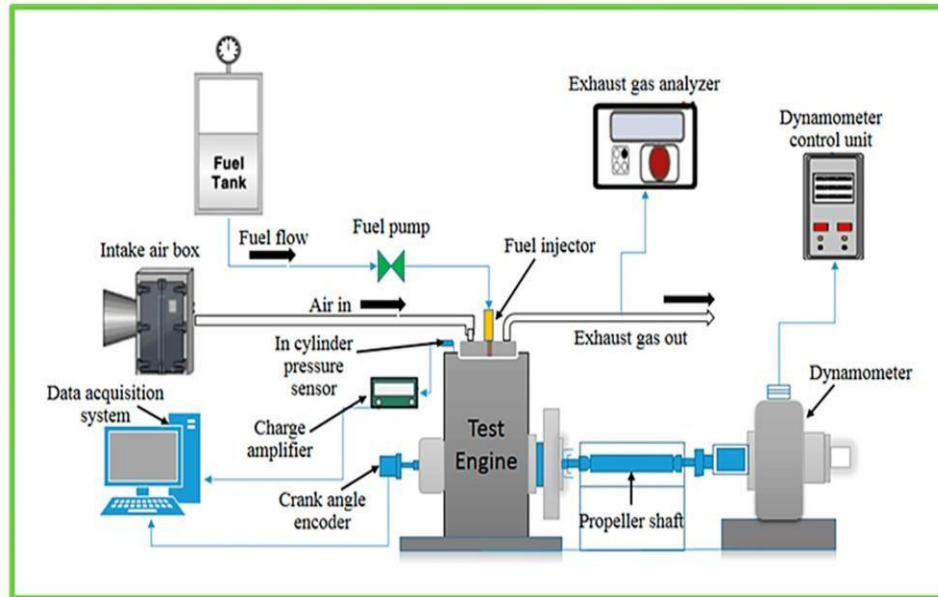 Exhaust gas analyzer
Dynamometer
control unit
Fuel
Tank
Fuel flow
Fuel pump
Fuel injector
Intake air box
Air in
Exhaust gas out
In cylinder
pressure
sensor
Data acquisition
system
Charge
amplifier
Test
Engine
Dynamometer
Crank angle
encoder
Propeller shaft